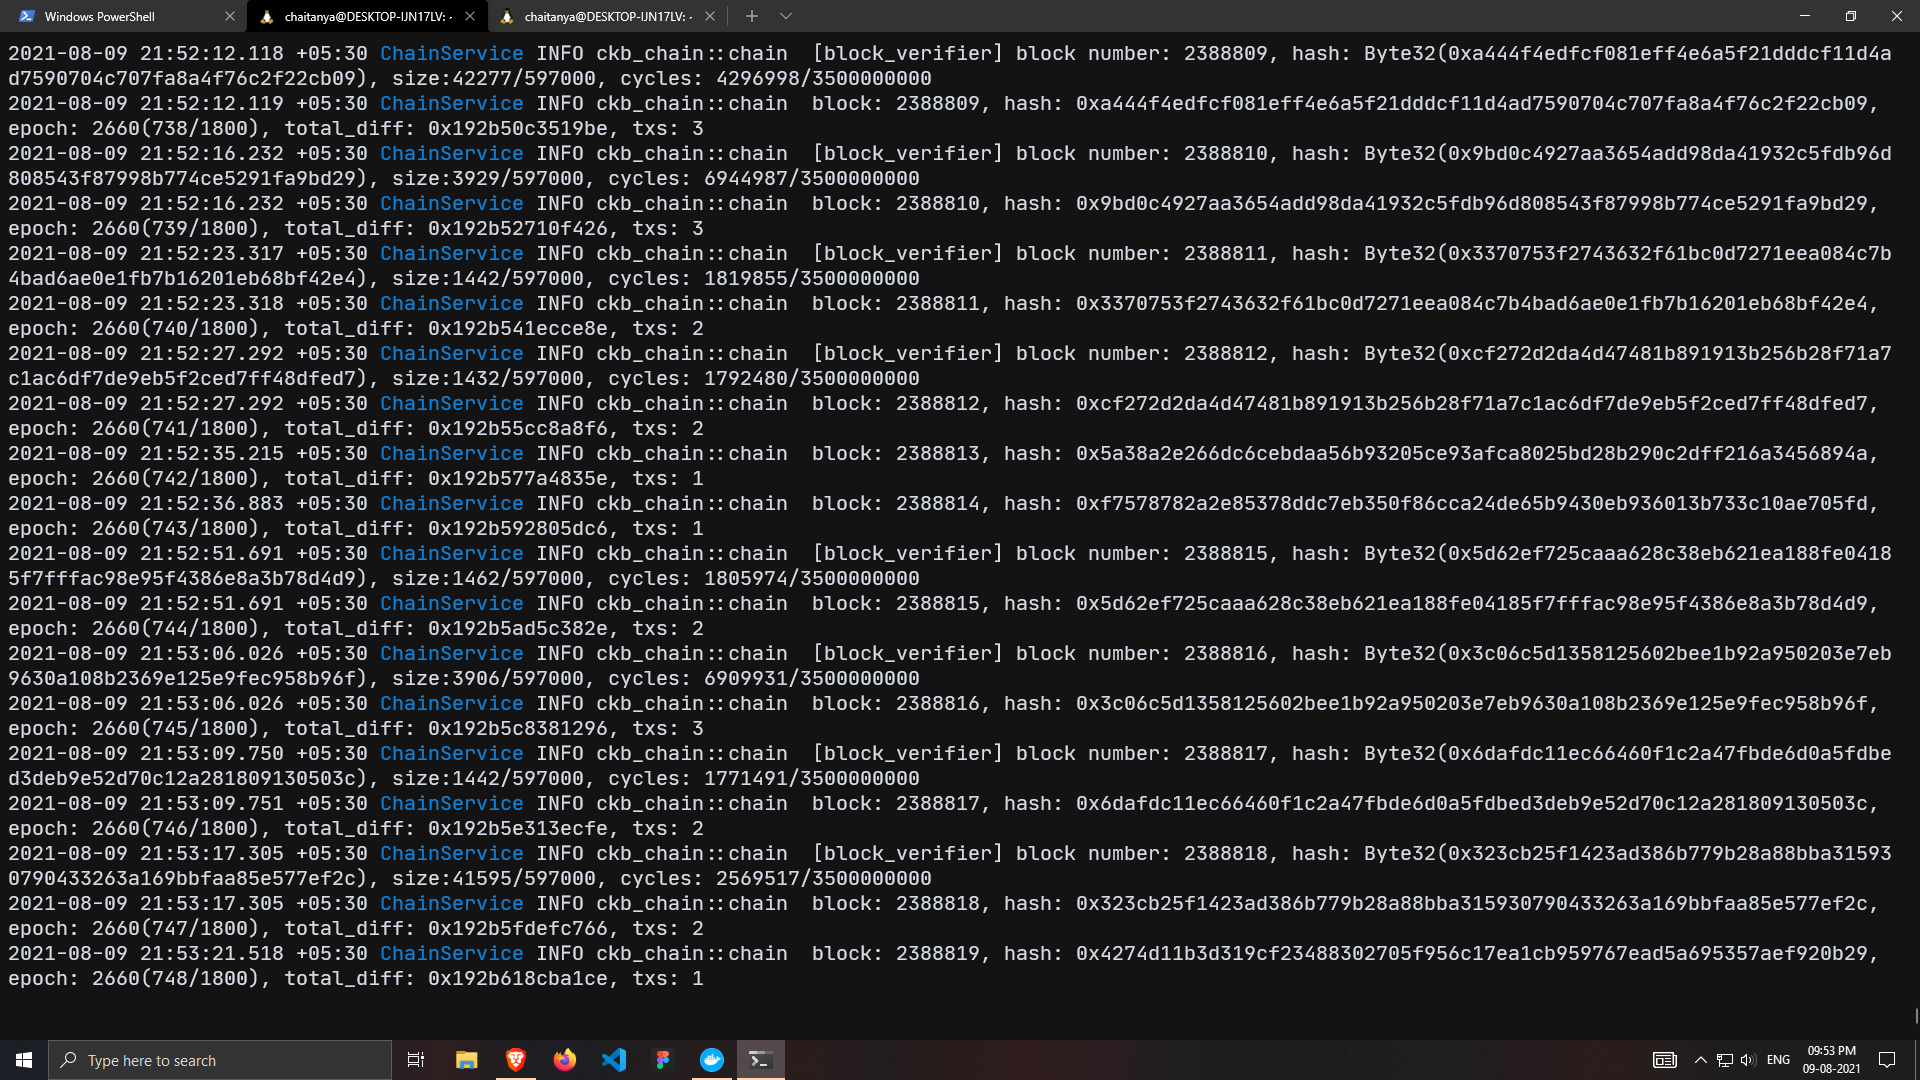 Windows PowerShell
chaitanya@DESKTOP-IJN17LV: -
chaitanya@DESKTOP-IJN17LV: -
2021-08-09 21:52:12.118 +05:30 ChainService INFO ckb_chain::chain  [block_verifier] block number: 2388809, hash: Byte32(0xa444f4edfcf081eff4e6a5f21dddcf11d4a
d7590704c707fa8a4f76c2f22cb09), size:42277/597000, cycles: 4296998/3500000000
2021-08-09 21:52:12.119 +05:30 ChainService INFO ckb_chain::chain  block: 2388809, hash: 0xa444f4edfcf081eff4e6a5f21dddcf11d4ad7590704c707fa8a4f76c2f22cb09,
epoch: 2660(738/1800), total_diff: 0x192b50c3519be, txs: 3
2021-08-09 21:52:16.232 +05:30 ChainService INFO ckb_chain::chain  [block_verifier] block number: 2388810, hash: Byte32(0x9bd0c4927aa3654add98da41932c5fdb96d
808543f87998b774ce5291fa9bd29), size:3929/597000, cycles: 6944987/3500000000
2021-08-09 21:52:16.232 +05:30 ChainService INFO ckb_chain::chain  block: 2388810, hash: 0x9bd0c4927aa3654add98da41932c5fdb96d808543f87998b774ce5291fa9bd29,
epoch: 2660(739/1800), total_diff: 0x192b52710f426, txs: 3
2021-08-09 21:52:23.317 +05:30 ChainService INFO ckb_chain::chain  [block_verifier] block number: 2388811, hash: Byte32(0x3370753f2743632f61bc0d7271eea084c7b
4bad6ae0e1fb7b16201eb68bf42e4), size:1442/597000, cycles: 1819855/3500000000
2021-08-09 21:52:23.318 +05:30 ChainService INFO ckb_chain::chain  block: 2388811, hash: 0x3370753f2743632f61bc0d7271eea084c7b4bad6ae0e1fb7b16201eb68bf42e4,
epoch: 2660(740/1800), total_diff: 0x192b541ecce8e, txs: 2
2021-08-09 21:52:27.292 +05:30 ChainService INFO ckb_chain::chain  [block_verifier] block number: 2388812, hash: Byte32(0xcf272d2da4d47481b891913b256b28f71a7
c1ac6df7de9eb5f2ced7ff48dfed7), size:1432/597000, cycles: 1792480/3500000000
2021-08-09 21:52:27.292 +05:30 ChainService INFO ckb_chain::chain  block: 2388812, hash: 0xcf272d2da4d47481b891913b256b28f71a7c1ac6df7de9eb5f2ced7ff48dfed7,
epoch: 2660(741/1800), total_diff: 0x192b55cc8a8f6, txs: 2
2021-08-09 21:52:35.215 +05:30 ChainService INFO ckb_chain::chain  block: 2388813, hash: 0x5a38a2e266dc6cebdaa56b93205ce93afca8025bd28b290c2dff216a3456894a,
epoch: 2660(742/1800), total_diff: 0x192b577a4835e, txs: 1
2021-08-09 21:52:36.883 +05:30 ChainService INFO ckb_chain::chain  block: 2388814, hash: 0xf7578782a2e85378ddc7eb350f86cca24de65b9430eb936013b733c10ae705fd,
epoch: 2660(743/1800), total_diff: 0x192b592805dc6, txs: 1
2021-08-09 21:52:51.691 +05:30 ChainService INFO ckb_chain::chain  [block_verifier] block number: 2388815, hash: Byte32(0x5d62ef725caaa628c38eb621ea188fe0418
5f7fffac98e95f4386e8a3b78d4d9), size:1462/597000, cycles: 1805974/3500000000
2021-08-09 21:52:51.691 +05:30 ChainService INFO ckb_chain::chain  block: 2388815, hash: 0x5d62ef725caaa628c38eb621ea188fe04185f7fffac98e95f4386e8a3b78d4d9,
epoch: 2660(744/1800), total_diff: 0x192b5ad5c382e, txs: 2
2021-08-09 21:53:06.026 +05:30 ChainService INFO ckb_chain::chain  [block_verifier] block number: 2388816, hash: Byte32(0x3c06c5d1358125602bee1b92a950203e7eb
9630a108b2369e125e9fec958b96f), size:3906/597000, cycles: 6909931/3500000000
2021-08-09 21:53:06.026 +05:30 ChainService INFO ckb_chain::chain  block: 2388816, hash: 0x3c06c5d1358125602bee1b92a950203e7eb9630a108b2369e125e9fec958b96f,
epoch: 2660(745/1800), total_diff: 0x192b5c8381296, txs: 3
2021-08-09 21:53:09.750 +05:30 ChainService INFO ckb_chain::chain  [block_verifier] block number: 2388817, hash: Byte32(0x6dafdc11ec66460f1c2a47fbde6d0a5fdbe
d3deb9e52d70c12a281809130503c), size:1442/597000, cycles: 1771491/3500000000
2021-08-09 21:53:09.751 +05:30 ChainService INFO ckb_chain::chain  block: 2388817, hash: 0x6dafdc11ec66460f1c2a47fbde6d0a5fdbed3deb9e52d70c12a281809130503c,
epoch: 2660(746/1800), total_diff: 0x192b5e313ecfe, txs: 2
2021-08-09 21:53:17.305 +05:30 ChainService INFO ckb_chain::chain  [block_verifier] block number: 2388818, hash: Byte32(0x323cb25f1423ad386b779b28a88bba31593
0790433263a169bbfaa85e577ef2c), size:41595/597000, cycles: 2569517/3500000000
2021-08-09 21:53:17.305 +05:30 ChainService INFO ckb_chain::chain  block: 2388818, hash: 0x323cb25f1423ad386b779b28a88bba315930790433263a169bbfaa85e577ef2c,
epoch: 2660(747/1800), total_diff: 0x192b5fdefc766, txs: 2
2021-08-09 21:53:21.518 +05:30 ChainService INFO ckb_chain::chain  block: 2388819, hash: 0x4274d11b3d319cf23488302705f956c17ea1cb959767ead5a695357aef920b29,
epoch: 2660(748/1800), total_diff: 0x192b618cba1ce, txs: 1
Type here to search
ENG
09:53 PM
09-08-2021